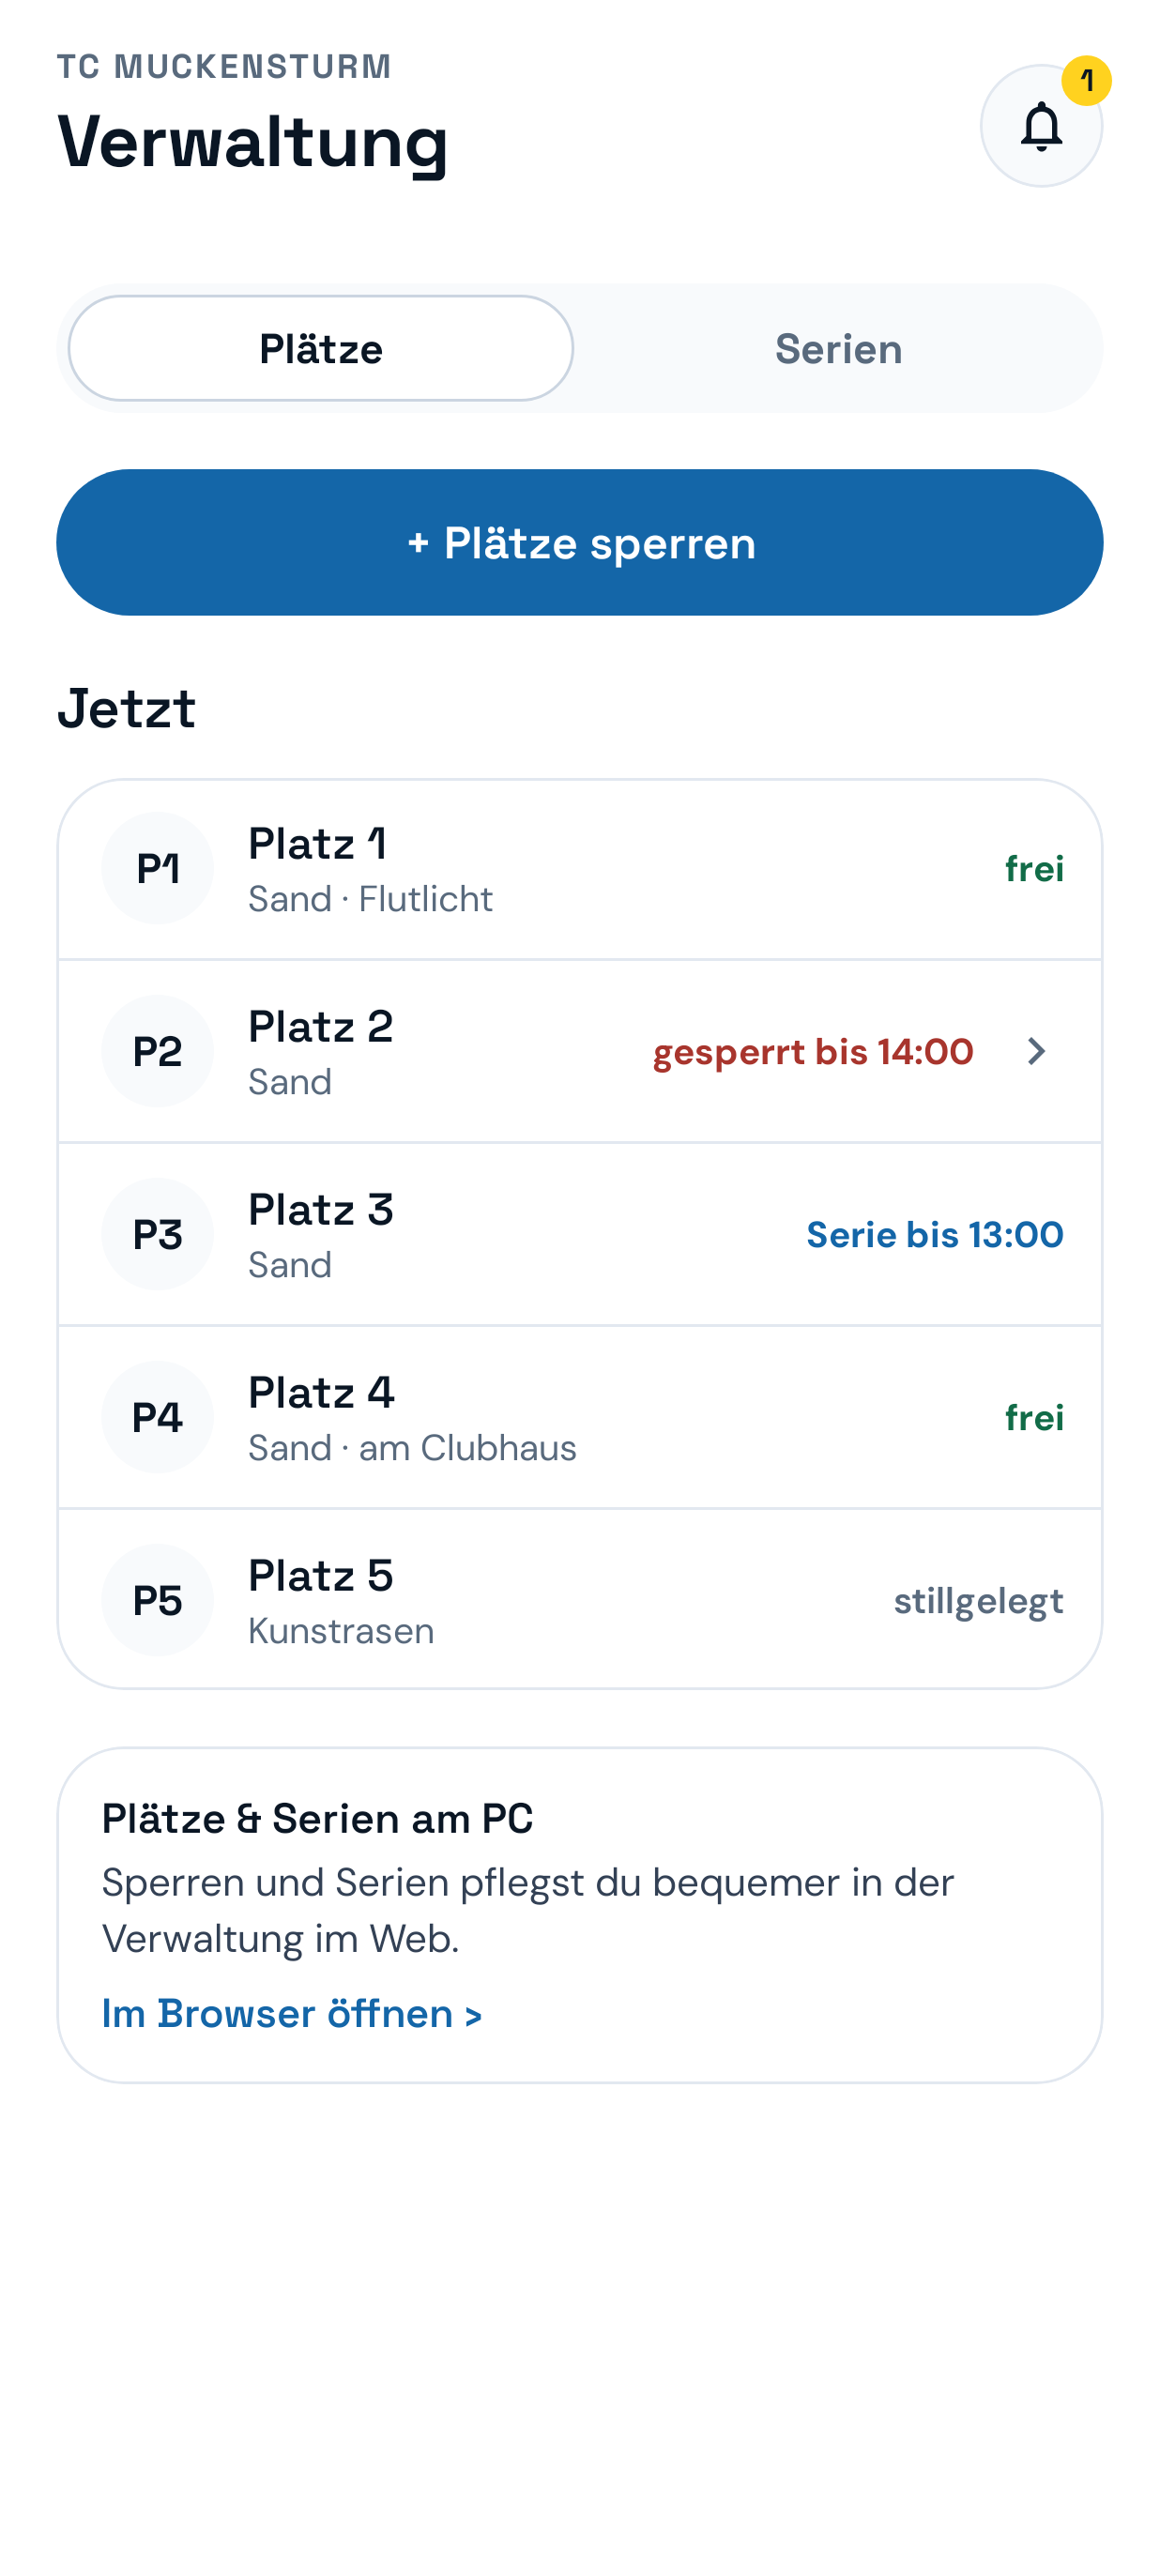 TC MUCKENSTURM
Verwaltung
1
Plätze
Serien
+ Plätze sperren
Jetzt
P1
Platz 1
Sand · Flutlicht
frei
P2
Platz 2
Sand
gesperrt bis 14:00
P3
Platz 3
Sand
Serie bis 13:00
P4
Platz 4
Sand · am Clubhaus
frei
P5
Platz 5
Kunstrasen
stillgelegt
Plätze & Serien am PC
Sperren und Serien pflegst du bequemer in der
Verwaltung im Web.
Im Browser öffnen >